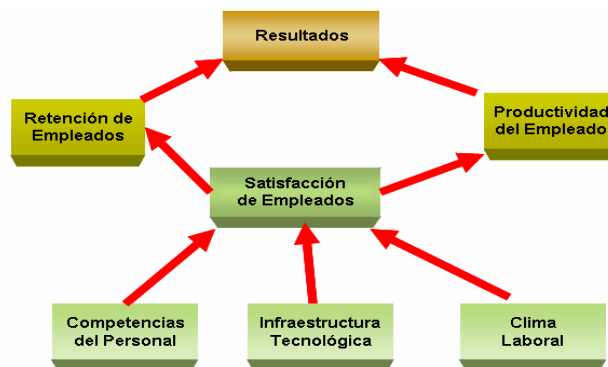 Resultados
Retención de
Empleados
Productividad
del Empleado
Satisfacción
de Empleados
Competencias
del Personal
Infraestructura
Tecnológica
Clima
Laboral